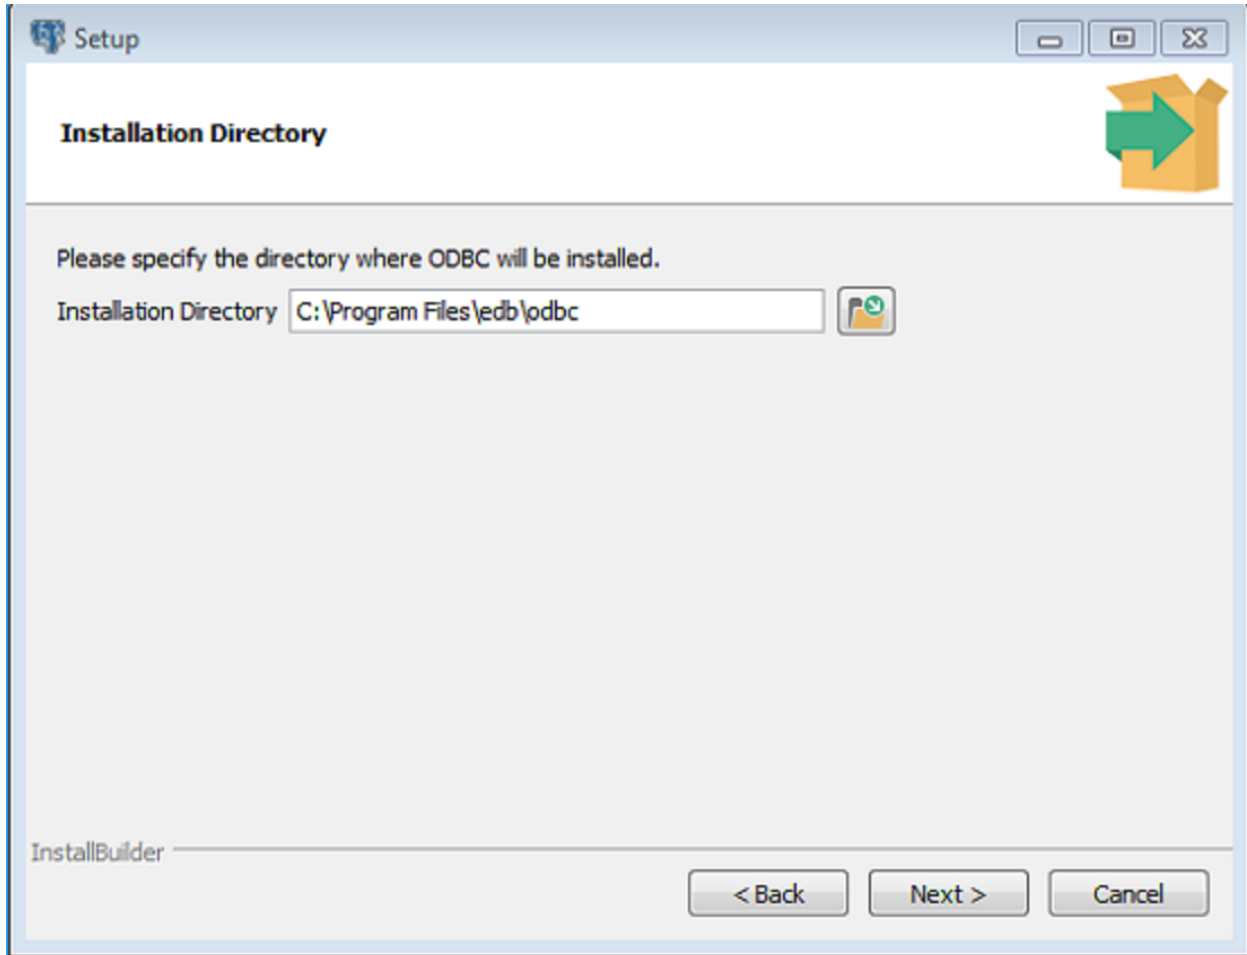 Setup
Installation Directory
Please specify the directory where ODBC will be installed.
Installation Directory C:\Program Files\edb\odbc
InstallBuilder
< Back Next > Cancel